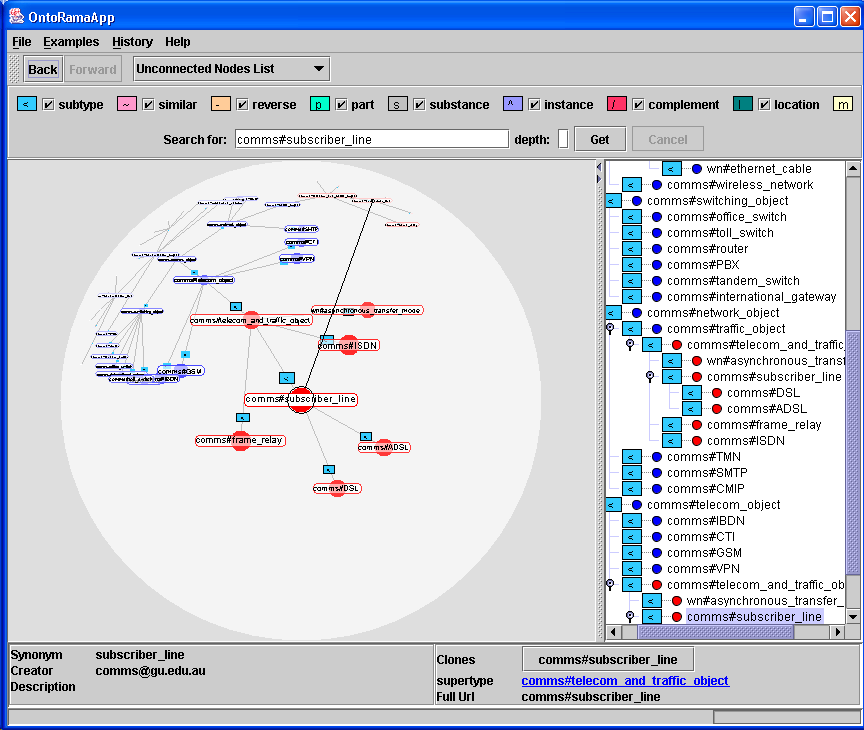 OntoRamaApp
File Examples History Help
Back Forward Unconnected Nodes List
< subtype ~ similar - reverse p part s substance ^ instance / complement | location m
Search for: comms#subscriber_line depth: Get Cancel
comms#SMTP
comms#CTI
comms#VPN
comms#telecom_object
wn#asynchronous_transfer_mode
comms#telecom_and_traffic_object
comms#ISDN
comms#GSM
comms#subscriber_line
comms#frame_relay
comms#ADSL
comms#DSL
wn#ethernet_cable
comms#wireless_network
comms#switching_object
comms#office_switch
comms#toll_switch
comms#router
comms#PBX
comms#tandem_switch
comms#international_gateway
comms#network_object
comms#traffic_object
comms#telecom_and_traffic
wn#asynchronous_transf
comms#subscriber_line
comms#DSL
comms#ADSL
comms#frame_relay
comms#ISDN
comms#TMN
comms#SMTP
comms#CMIP
comms#telecom_object
comms#IBDN
comms#CTI
comms#GSM
comms#VPN
comms#telecom_and_traffic_ob
wn#asynchronous_transfer_
comms#subscriber_line
Synonym subscriber_line
Creator comms@gu.edu.au
Description
Clones comms#subscriber_line
supertype comms#telecom_and_traffic_object
Full Url comms#subscriber_line